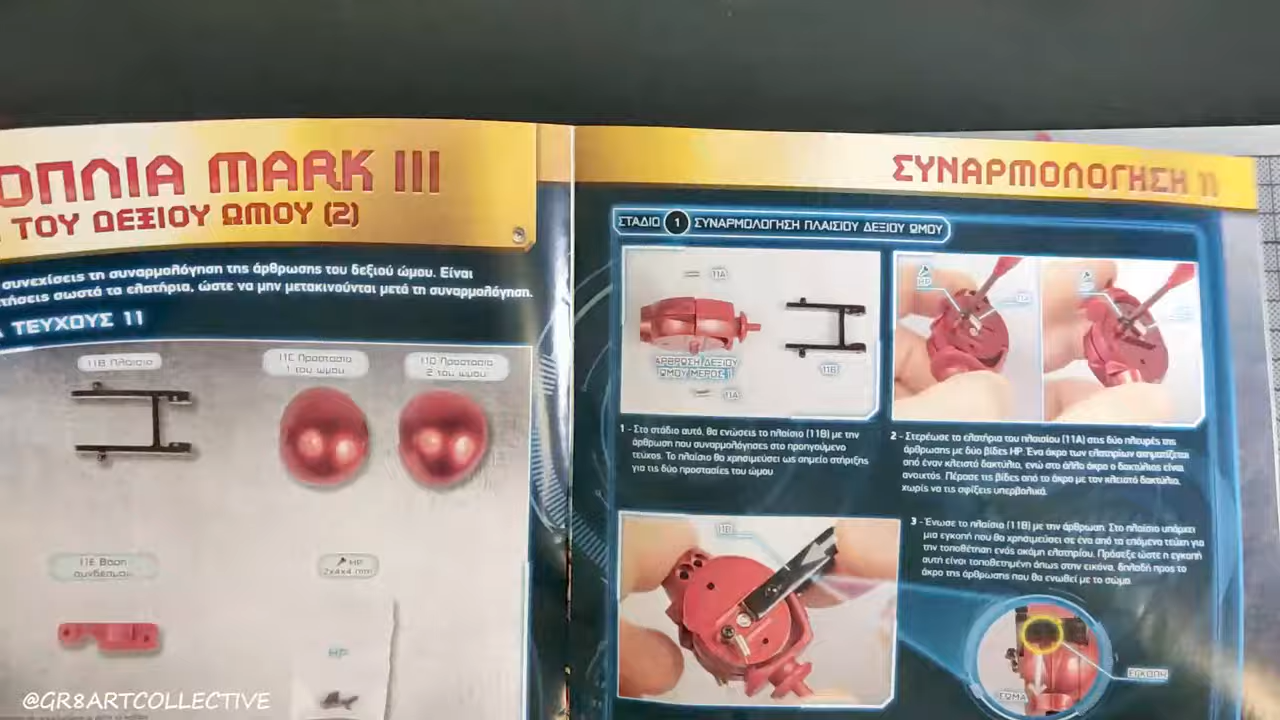 ΟΠΛΙΑ MARK III
ΤΟΥ ΔΕΞΙΟΥ ΩΜΟΥ (2)
συνεχίσεις τη συναρμολόγηση της άρθρωσης του δεξιού ώμου. Είναι
σωστά τα ελατήρια, ώστε να μην μετακινούνται μετά τη συναρμολόγηση.
ΤΕΥΧΟΥΣ 11
11B Πλαίσιο
11C Προστασία
1 του ώμου
11D Προστασία
2 του ώμου
11E Βάση
συνδέσμου
HP
2x4x4 mm
HP
@GR8ARTCOLLECTIVE
ΣΥΝΑΡΜΟΛΟΓΗΣΗ 11
ΣΤΑΔΙΟ 1 ΣΥΝΑΡΜΟΛΟΓΗΣΗ ΠΛΑΙΣΙΟΥ ΔΕΞΙΟΥ ΩΜΟΥ
11A
ΑΡΘΡΩΣΗ ΔΕΞΙΟΥ
ΩΜΟΥ ΜΕΡΟΣ 1
11B
11A
HP
1 - Στο στάδιο αυτό, θα ενώσεις το πλαίσιο (11B) με την
άρθρωση που συναρμολόγησες στο προηγούμενο
τεύχος. Το πλαίσιο θα χρησιμεύσει ως σημείο στήριξης
για τις δύο προστασίες του ώμου
2 - Στερέωσε τα ελατήρια του πλαισίου (11A) στις δύο πλευρές της
άρθρωσης με δύο βίδες HP. Ένα άκρο των ελατηρίων σχηματίζεται
από έναν κλειστό δακτύλιο, ενώ στο άλλο άκρο ο δακτύλιος είναι
ανοικτός. Πέρασε τις βίδες από το άκρο με τον κλειστό δακτύλιο,
χωρίς να τις σφίξεις υπερβολικά.
11B
3 - Ένωσε το πλαίσιο (11B) με την άρθρωση. Στο πλαίσιο υπάρχει
μια εγκοπή που θα χρησιμεύσει σε ένα από τα επόμενα τεύχη για
την τοποθέτηση ενός ακόμη ελατηρίου. Πρόσεξε ώστε η εγκοπή
αυτή είναι τοποθετημένη όπως στην εικόνα, δηλαδή προς το
άκρο της άρθρωσης που θα ενωθεί με το σώμα.
ΕΓΚΟΠΗ
ΣΩΜΑ